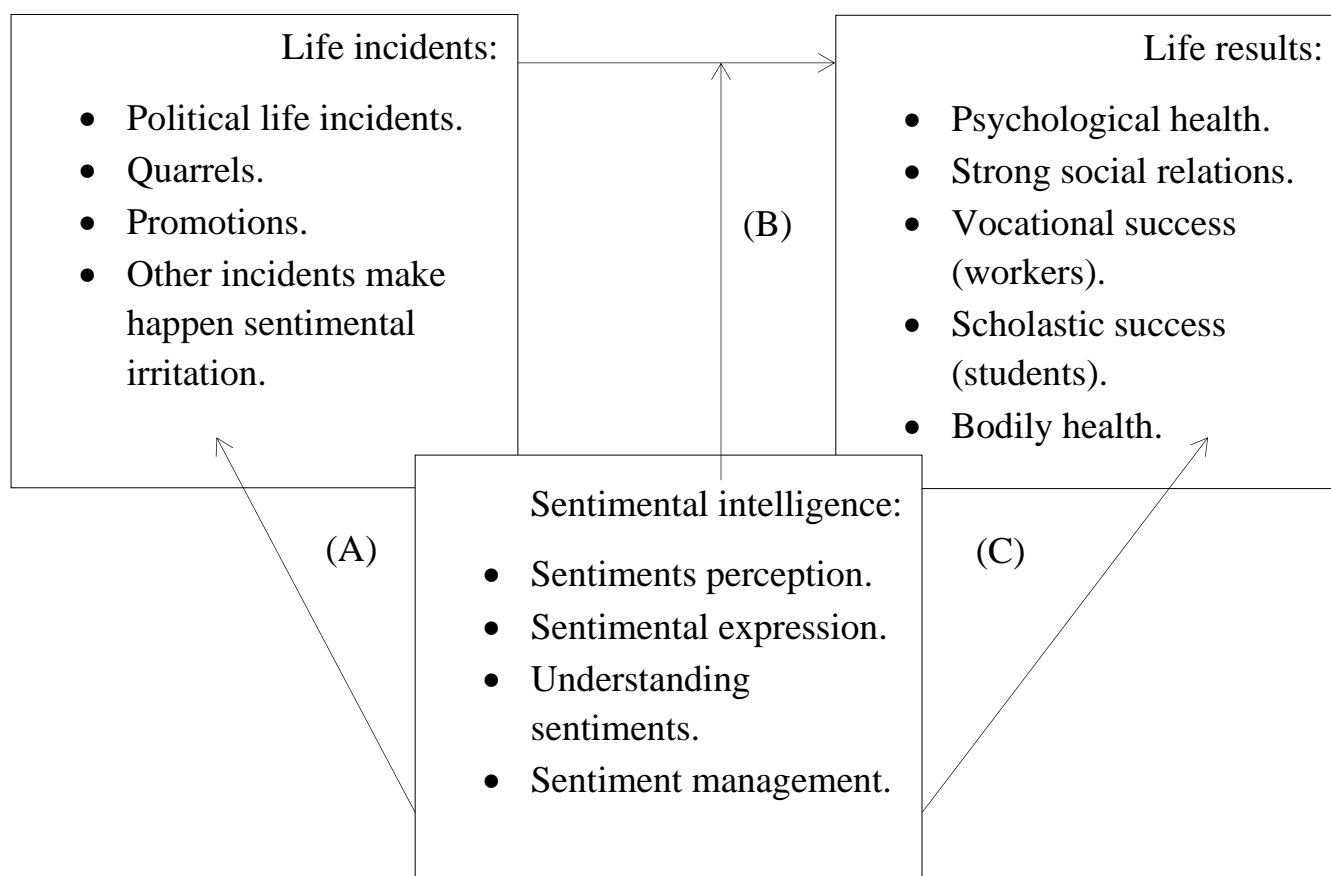 Life incidents:
• Political life incidents.
• Quarrels.
• Promotions.
• Other incidents make
happen sentimental
irritation.
(B)
Life results:
• Psychological health.
• Strong social relations.
• Vocational success
(workers).
• Scholastic success
(students).
• Bodily health.
(A)
Sentimental intelligence:
• Sentiments perception.
• Sentimental expression.
• Understanding
sentiments.
• Sentiment management.
(C)